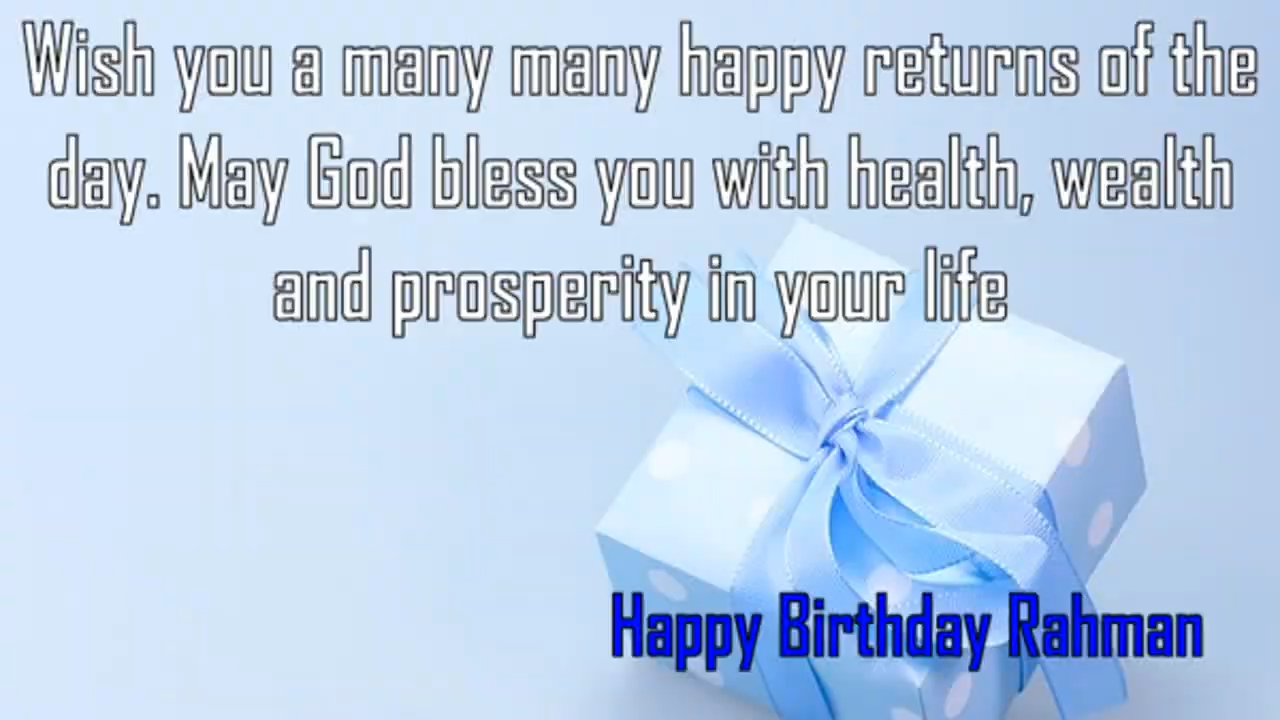 Wish you a many many happy returns of the
day. May God bless you with health, wealth
and prosperity in your life
Happy Birthday Rahman